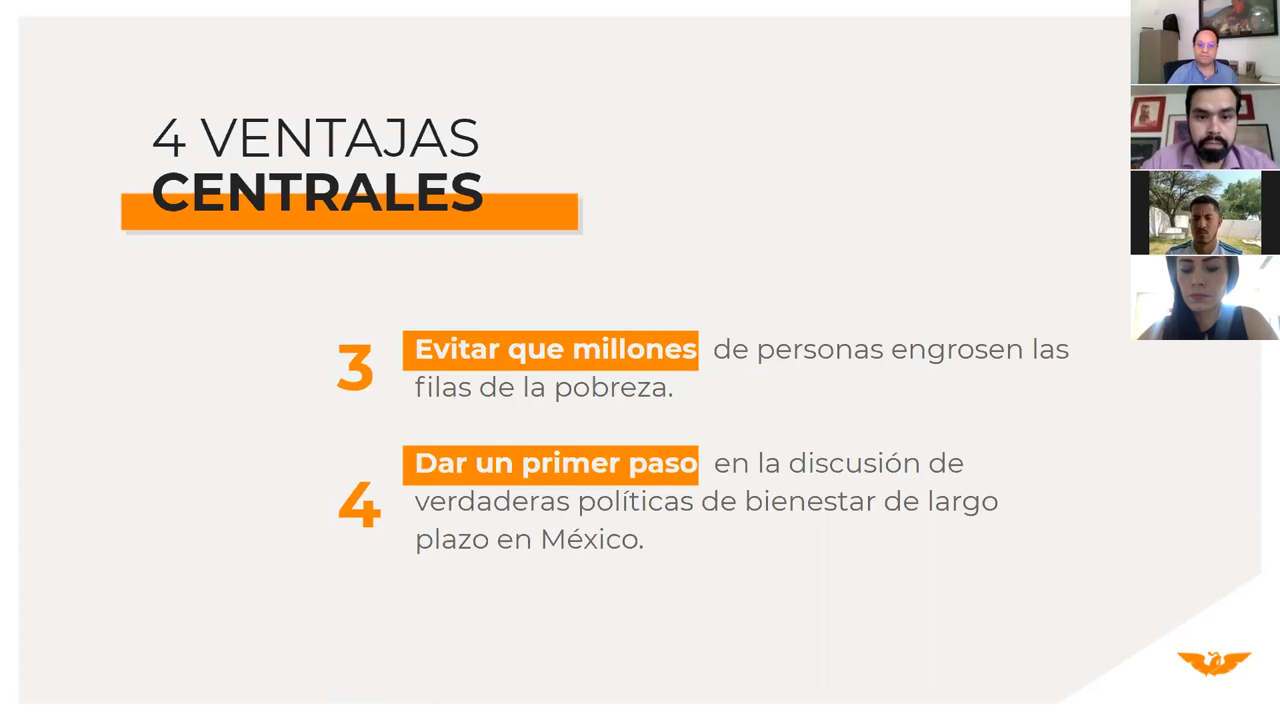 4 VENTAJAS
CENTRALES
3
Evitar que millones de personas engrosen las
filas de la pobreza.
4
Dar un primer paso en la discusión de
verdaderas políticas de bienestar de largo
plazo en México.